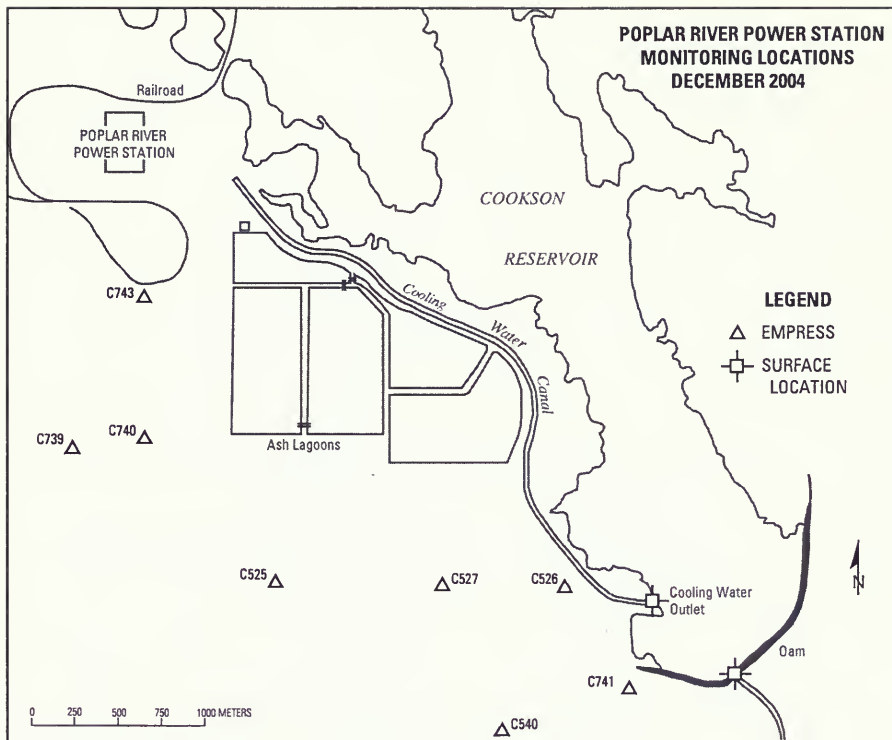 POPLAR RIVER POWER STATION
MONITORING LOCATIONS
DECEMBER 2004
Railroad
POPLAR RIVER
POWER STATION
COOKSON
RESERVOIR
C743
Cooling
Water
Canal
LEGEND
EMPRESS
SURFACE
LOCATION
C739
C740
Ash Lagoons
C525
C527
C526
Cooling Water
Outlet
N
Oam
C741
C540
0 250 500 750 1000 METERS